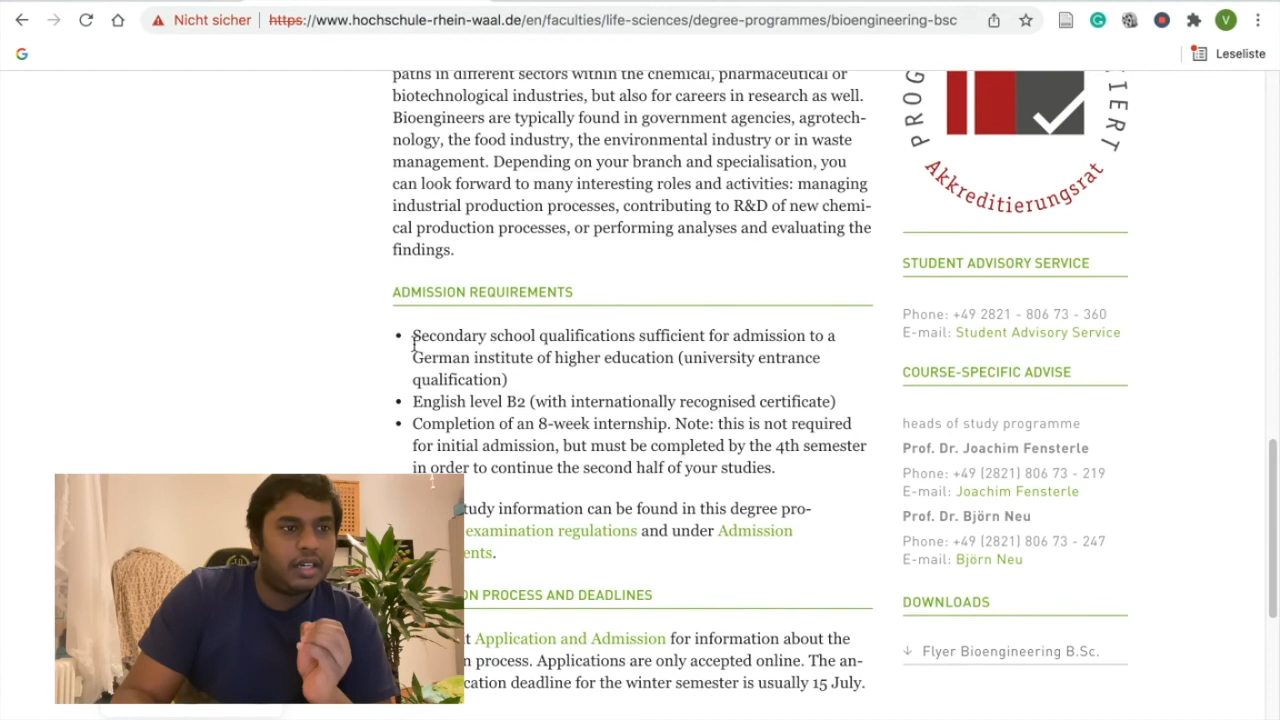 Nicht sicher https://www.hochschule-rhein-waal.de/en/faculties/life-sciences/degree-programmes/bioengineering-bsc
V
G
Leseliste
paths in different sectors within the chemical, pharmaceutical or
biotechnological industries, but also for careers in research as well.
Bioengineers are typically found in government agencies, agrotech-
nology, the food industry, the environmental industry or in waste
management. Depending on your branch and specialisation, you
can look forward to many interesting roles and activities: managing
industrial production processes, contributing to R&D of new chemi-
cal production processes, or performing analyses and evaluating the
findings.
ADMISSION REQUIREMENTS
• Secondary school qualifications sufficient for admission to a
German institute of higher education (university entrance
qualification)
• English level B2 (with internationally recognised certificate)
• Completion of an 8-week internship. Note: this is not required
for initial admission, but must be completed by the 4th semester
in order to continue the second half of your studies.
tudy information can be found in this degree pro-
examination regulations and under Admission
ents.
ON PROCESS AND DEADLINES
t Application and Admission for information about the
n process. Applications are only accepted online. The an-
cation deadline for the winter semester is usually 15 July.
PROG
IERT
Akkreditierungsrat
STUDENT ADVISORY SERVICE
Phone: +49 2821 - 806 73 - 360
E-mail: Student Advisory Service
COURSE-SPECIFIC ADVISE
heads of study programme
Prof. Dr. Joachim Fensterle
Phone: +49 (2821) 806 73 - 219
E-mail: Joachim Fensterle
Prof. Dr. Björn Neu
Phone: +49 (2821) 806 73 - 247
E-mail: Björn Neu
DOWNLOADS
Flyer Bioengineering B.Sc.